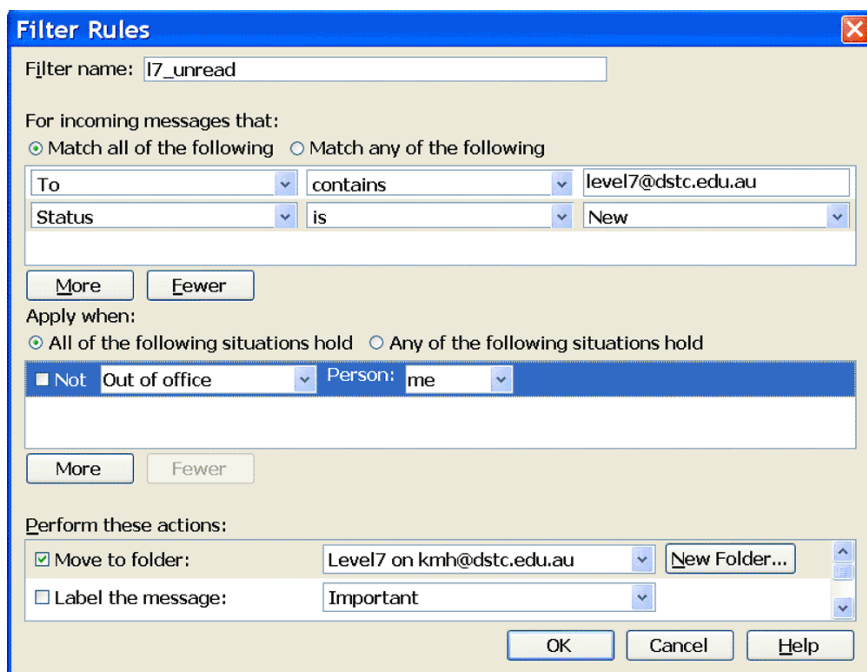 Filter Rules
Filter name: l7_unread
For incoming messages that:
Match all of the following Match any of the following
To contains level7@dstc.edu.au
Status is New
More Fewer
Apply when:
All of the following situations hold Any of the following situations hold
Not Out of office Person: me
More Fewer
Perform these actions:
Move to folder: Level7 on kmh@dstc.edu.au New Folder...
Label the message: Important
OK Cancel Help